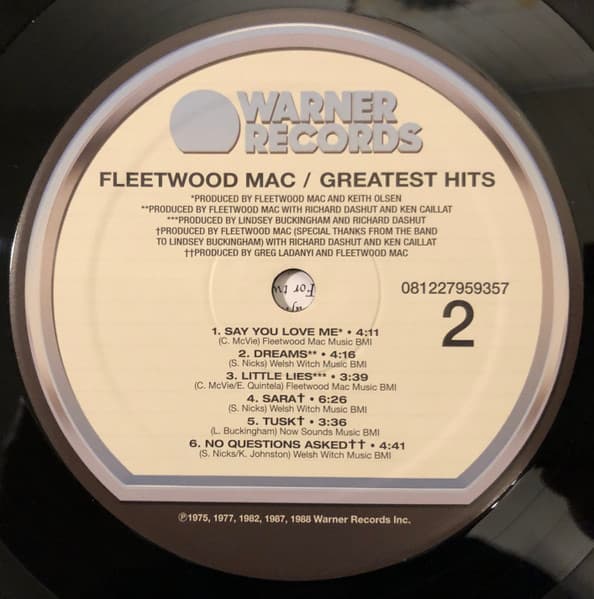 WARNER
RECORDS
FLEETWOOD MAC / GREATEST HITS
*PRODUCED BY FLEETWOOD MAC AND KEITH OLSEN
**PRODUCED BY FLEETWOOD MAC WITH RICHARD DASHUT AND KEN CAILLAT
***PRODUCED BY LINDSEY BUCKINGHAM AND RICHARD DASHUT
†PRODUCED BY FLEETWOOD MAC (SPECIAL THANKS FROM THE BAND
TO LINDSEY BUCKINGHAM) WITH RICHARD DASHUT AND KEN CAILLAT
††PRODUCED BY GREG LADANYI AND FLEETWOOD MAC
For
081227959357
2
1. SAY YOU LOVE ME* • 4:11
(C. McVie) Fleetwood Mac Music BMI
2. DREAMS** • 4:16
(S. Nicks) Welsh Witch Music BMI
3. LITTLE LIES*** • 3:39
(C. McVie/E. Quintela) Fleetwood Mac Music BMI
4. SARA† • 6:26
(S. Nicks) Welsh Witch Music BMI
5. TUSK† • 3:36
(L. Buckingham) Now Sounds Music BMI
6. NO QUESTIONS ASKED†† • 4:41
(S. Nicks/K. Johnston) Welsh Witch Music BMI
℗1975, 1977, 1982, 1987, 1988 Warner Records Inc.